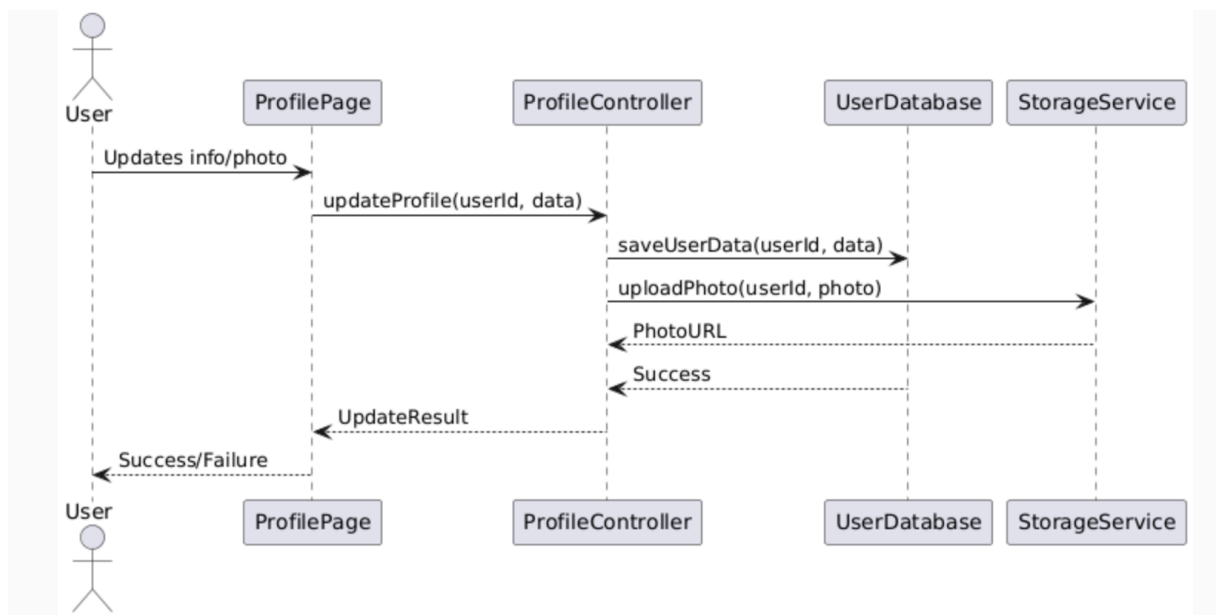 User
ProfilePage
ProfileController
UserDatabase
StorageService
Updates info/photo
updateProfile(userId, data)
saveUserData(userId, data)
uploadPhoto(userId, photo)
PhotoURL
Success
UpdateResult
Success/Failure
User
ProfilePage
ProfileController
UserDatabase
StorageService